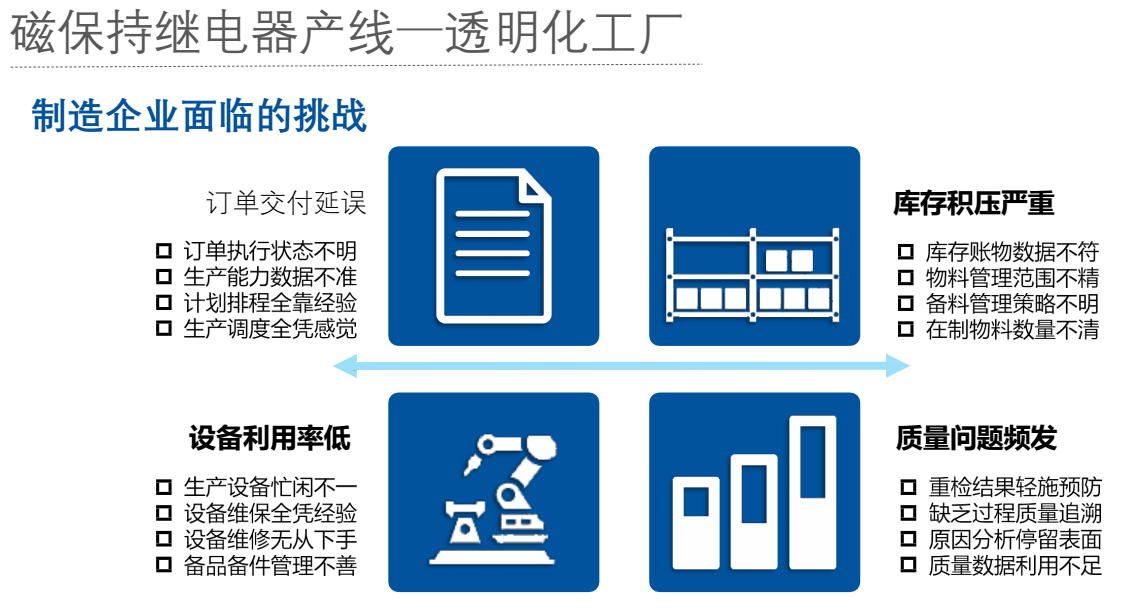 磁保持继电器产线—透明化工厂
制造企业面临的挑战
订单交付延误
订单执行状态不明
生产能力数据不准
计划排程全靠经验
生产调度全凭感觉
库存积压严重
库存账物数据不符
物料管理范围不精
备料管理策略不明
在制物料数量不清
设备利用率低
生产设备忙闲不一
设备维保全凭经验
设备维修无从下手
备品备件管理不善
质量问题频发
重检结果轻施预防
缺乏过程质量追溯
原因分析停留表面
质量数据利用不足